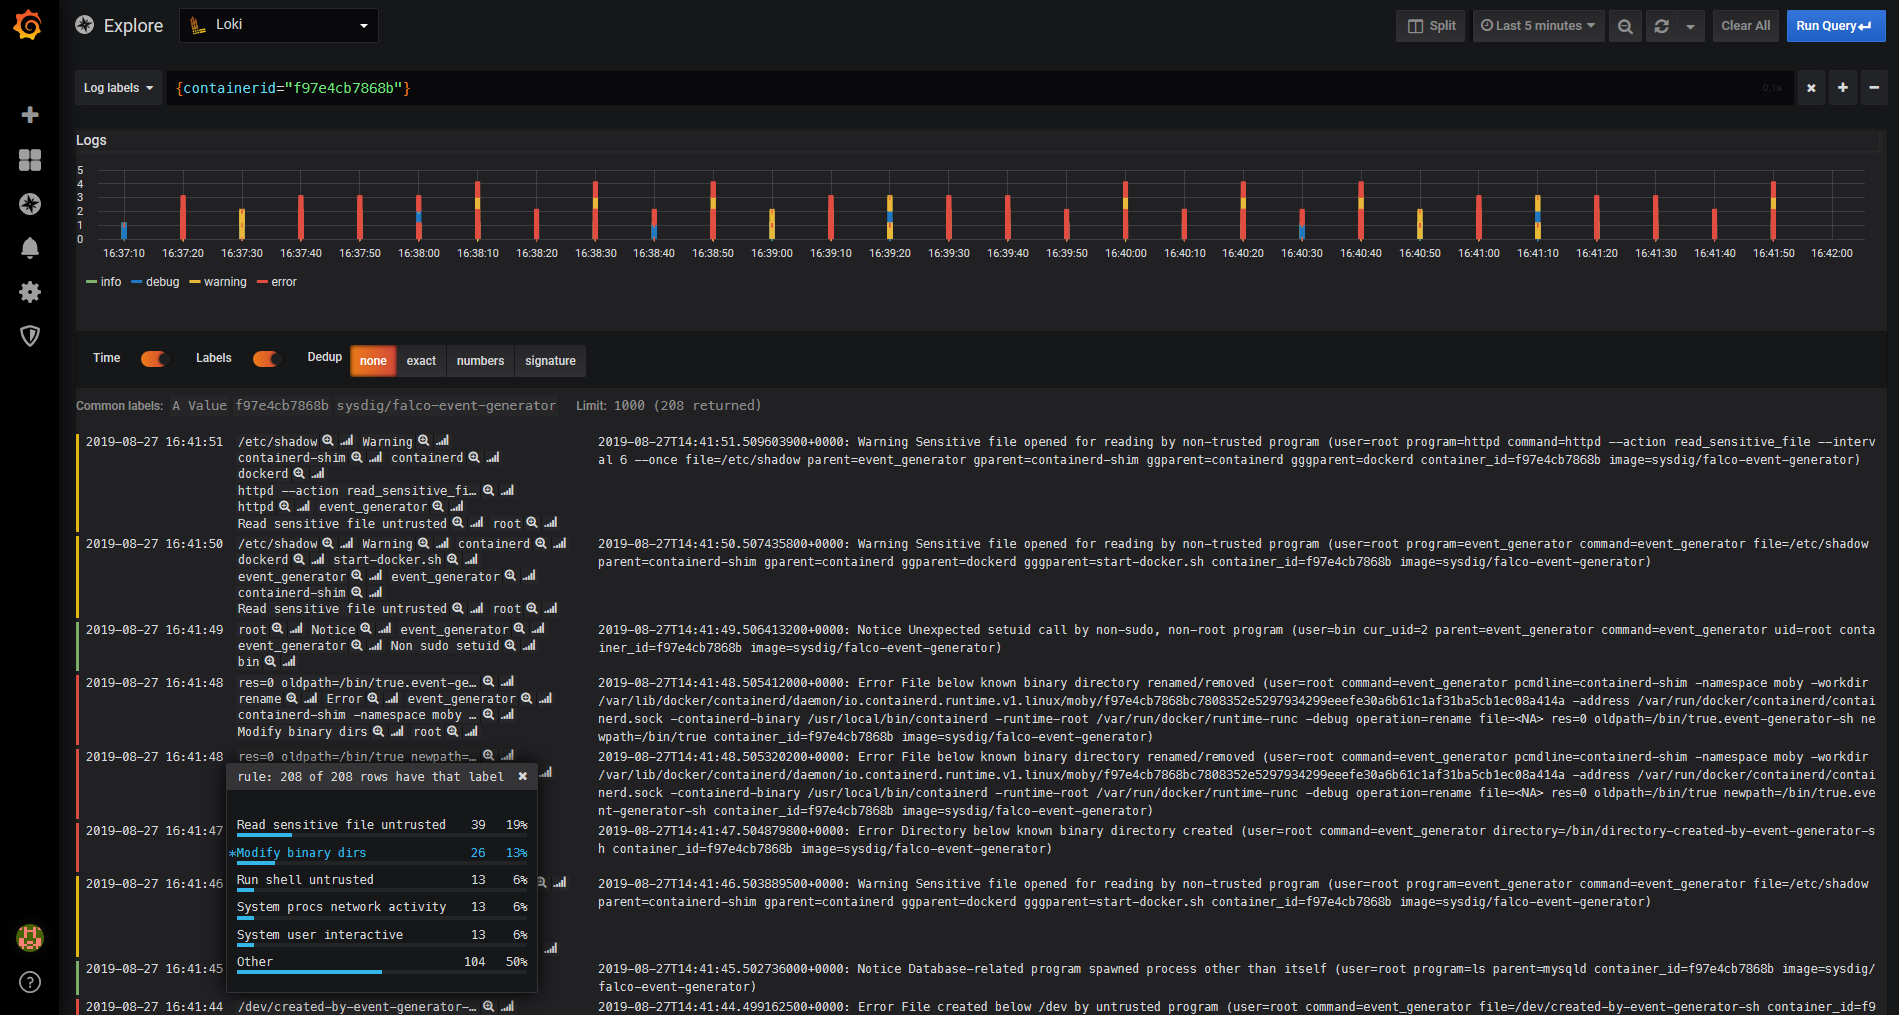 Explore Loki Split Last 5 minutes Clear All Run Query
Log labels {containerid="f97e4cb7868b"} 0.1s
Logs
5
4
3
2
1
0
16:37:10 16:37:20 16:37:30 16:37:40 16:37:50 16:38:00 16:38:10 16:38:20 16:38:30 16:38:40 16:38:50 16:39:00 16:39:10 16:39:20 16:39:30 16:39:40 16:39:50 16:40:00 16:40:10 16:40:20 16:40:30 16:40:40 16:40:50 16:41:00 16:41:10 16:41:20 16:41:30 16:41:40 16:41:50 16:42:00
info debug warning error
Time Labels Dedup none exact numbers signature
Common labels: A Value f97e4cb7868b sysdig/falco-event-generator Limit: 1000 (208 returned)
2019-08-27 16:41:51 /etc/shadow Warning
containerd-shim containerd
dockerd
httpd --action read_sensitive_fi…
httpd event_generator
Read sensitive file untrusted root
2019-08-27T14:41:51.509603900+0000: Warning Sensitive file opened for reading by non-trusted program (user=root program=httpd command=httpd --action read_sensitive_file --interv
al 6 --once file=/etc/shadow parent=event_generator gparent=containerd-shim ggparent=containerd gggparent=dockerd container_id=f97e4cb7868b image=sysdig/falco-event-generator)
2019-08-27 16:41:50 /etc/shadow Warning containerd
dockerd start-docker.sh
event_generator event_generator
containerd-shim
Read sensitive file untrusted root
2019-08-27T14:41:50.507435800+0000: Warning Sensitive file opened for reading by non-trusted program (user=root program=event_generator command=event_generator file=/etc/shadow
parent=containerd-shim gparent=containerd ggparent=dockerd gggparent=start-docker.sh container_id=f97e4cb7868b image=sysdig/falco-event-generator)
2019-08-27 16:41:49 root Notice event_generator
event_generator Non sudo setuid
bin
2019-08-27T14:41:49.506413200+0000: Notice Unexpected setuid call by non-sudo, non-root program (user=bin cur_uid=2 parent=event_generator command=event_generator uid=root conta
iner_id=f97e4cb7868b image=sysdig/falco-event-generator)
2019-08-27 16:41:48 res=0 oldpath=/bin/true.event-ge…
rename Error event_generator
containerd-shim -namespace moby …
Modify binary dirs root
2019-08-27T14:41:48.505412000+0000: Error File below known binary directory renamed/removed (user=root command=event_generator pcmdline=containerd-shim -namespace moby -workdir
/var/lib/docker/containerd/daemon/io.containerd.runtime.v1.linux/moby/f97e4cb7868bc7808352e5297934299eeefe30a6b61c1af31ba5cb1ec08a414a -address /var/run/docker/containerd/contai
nerd.sock -containerd-binary /usr/local/bin/containerd -runtime-root /var/run/docker/runtime-runc -debug operation=rename file=<NA> res=0 oldpath=/bin/true.event-generator-sh ne
wpath=/bin/true container_id=f97e4cb7868b image=sysdig/falco-event-generator)
2019-08-27 16:41:48 res=0 oldpath=/bin/true newpath=…
2019-08-27T14:41:48.505320200+0000: Error File below known binary directory renamed/removed (user=root command=event_generator pcmdline=containerd-shim -namespace moby -workdir
/var/lib/docker/containerd/daemon/io.containerd.runtime.v1.linux/moby/f97e4cb7868bc7808352e5297934299eeefe30a6b61c1af31ba5cb1ec08a414a -address /var/run/docker/containerd/contai
nerd.sock -containerd-binary /usr/local/bin/containerd -runtime-root /var/run/docker/runtime-runc -debug operation=rename file=<NA> res=0 oldpath=/bin/true newpath=/bin/true.eve
nt-generator-sh container_id=f97e4cb7868b image=sysdig/falco-event-generator)
rule: 208 of 208 rows have that label
Read sensitive file untrusted 39 19%
*Modify binary dirs 26 13%
Run shell untrusted 13 6%
System procs network activity 13 6%
System user interactive 13 6%
Other 104 50%
2019-08-27 16:41:47
2019-08-27T14:41:47.504879800+0000: Error Directory below known binary directory created (user=root command=event_generator directory=/bin/directory-created-by-event-generator-s
h container_id=f97e4cb7868b image=sysdig/falco-event-generator)
2019-08-27 16:41:46
2019-08-27T14:41:46.503889500+0000: Warning Sensitive file opened for reading by non-trusted program (user=root program=event_generator command=event_generator file=/etc/shadow
parent=containerd-shim gparent=containerd ggparent=dockerd gggparent=start-docker.sh container_id=f97e4cb7868b image=sysdig/falco-event-generator)
2019-08-27 16:41:45
2019-08-27T14:41:45.502736000+0000: Notice Database-related program spawned process other than itself (user=root program=ls parent=mysqld container_id=f97e4cb7868b image=sysdig/
falco-event-generator)
2019-08-27 16:41:44 /dev/created-by-event-generator-…
2019-08-27T14:41:44.499162500+0000: Error File created below /dev by untrusted program (user=root command=event_generator file=/dev/created-by-event-generator-sh container_id=f9